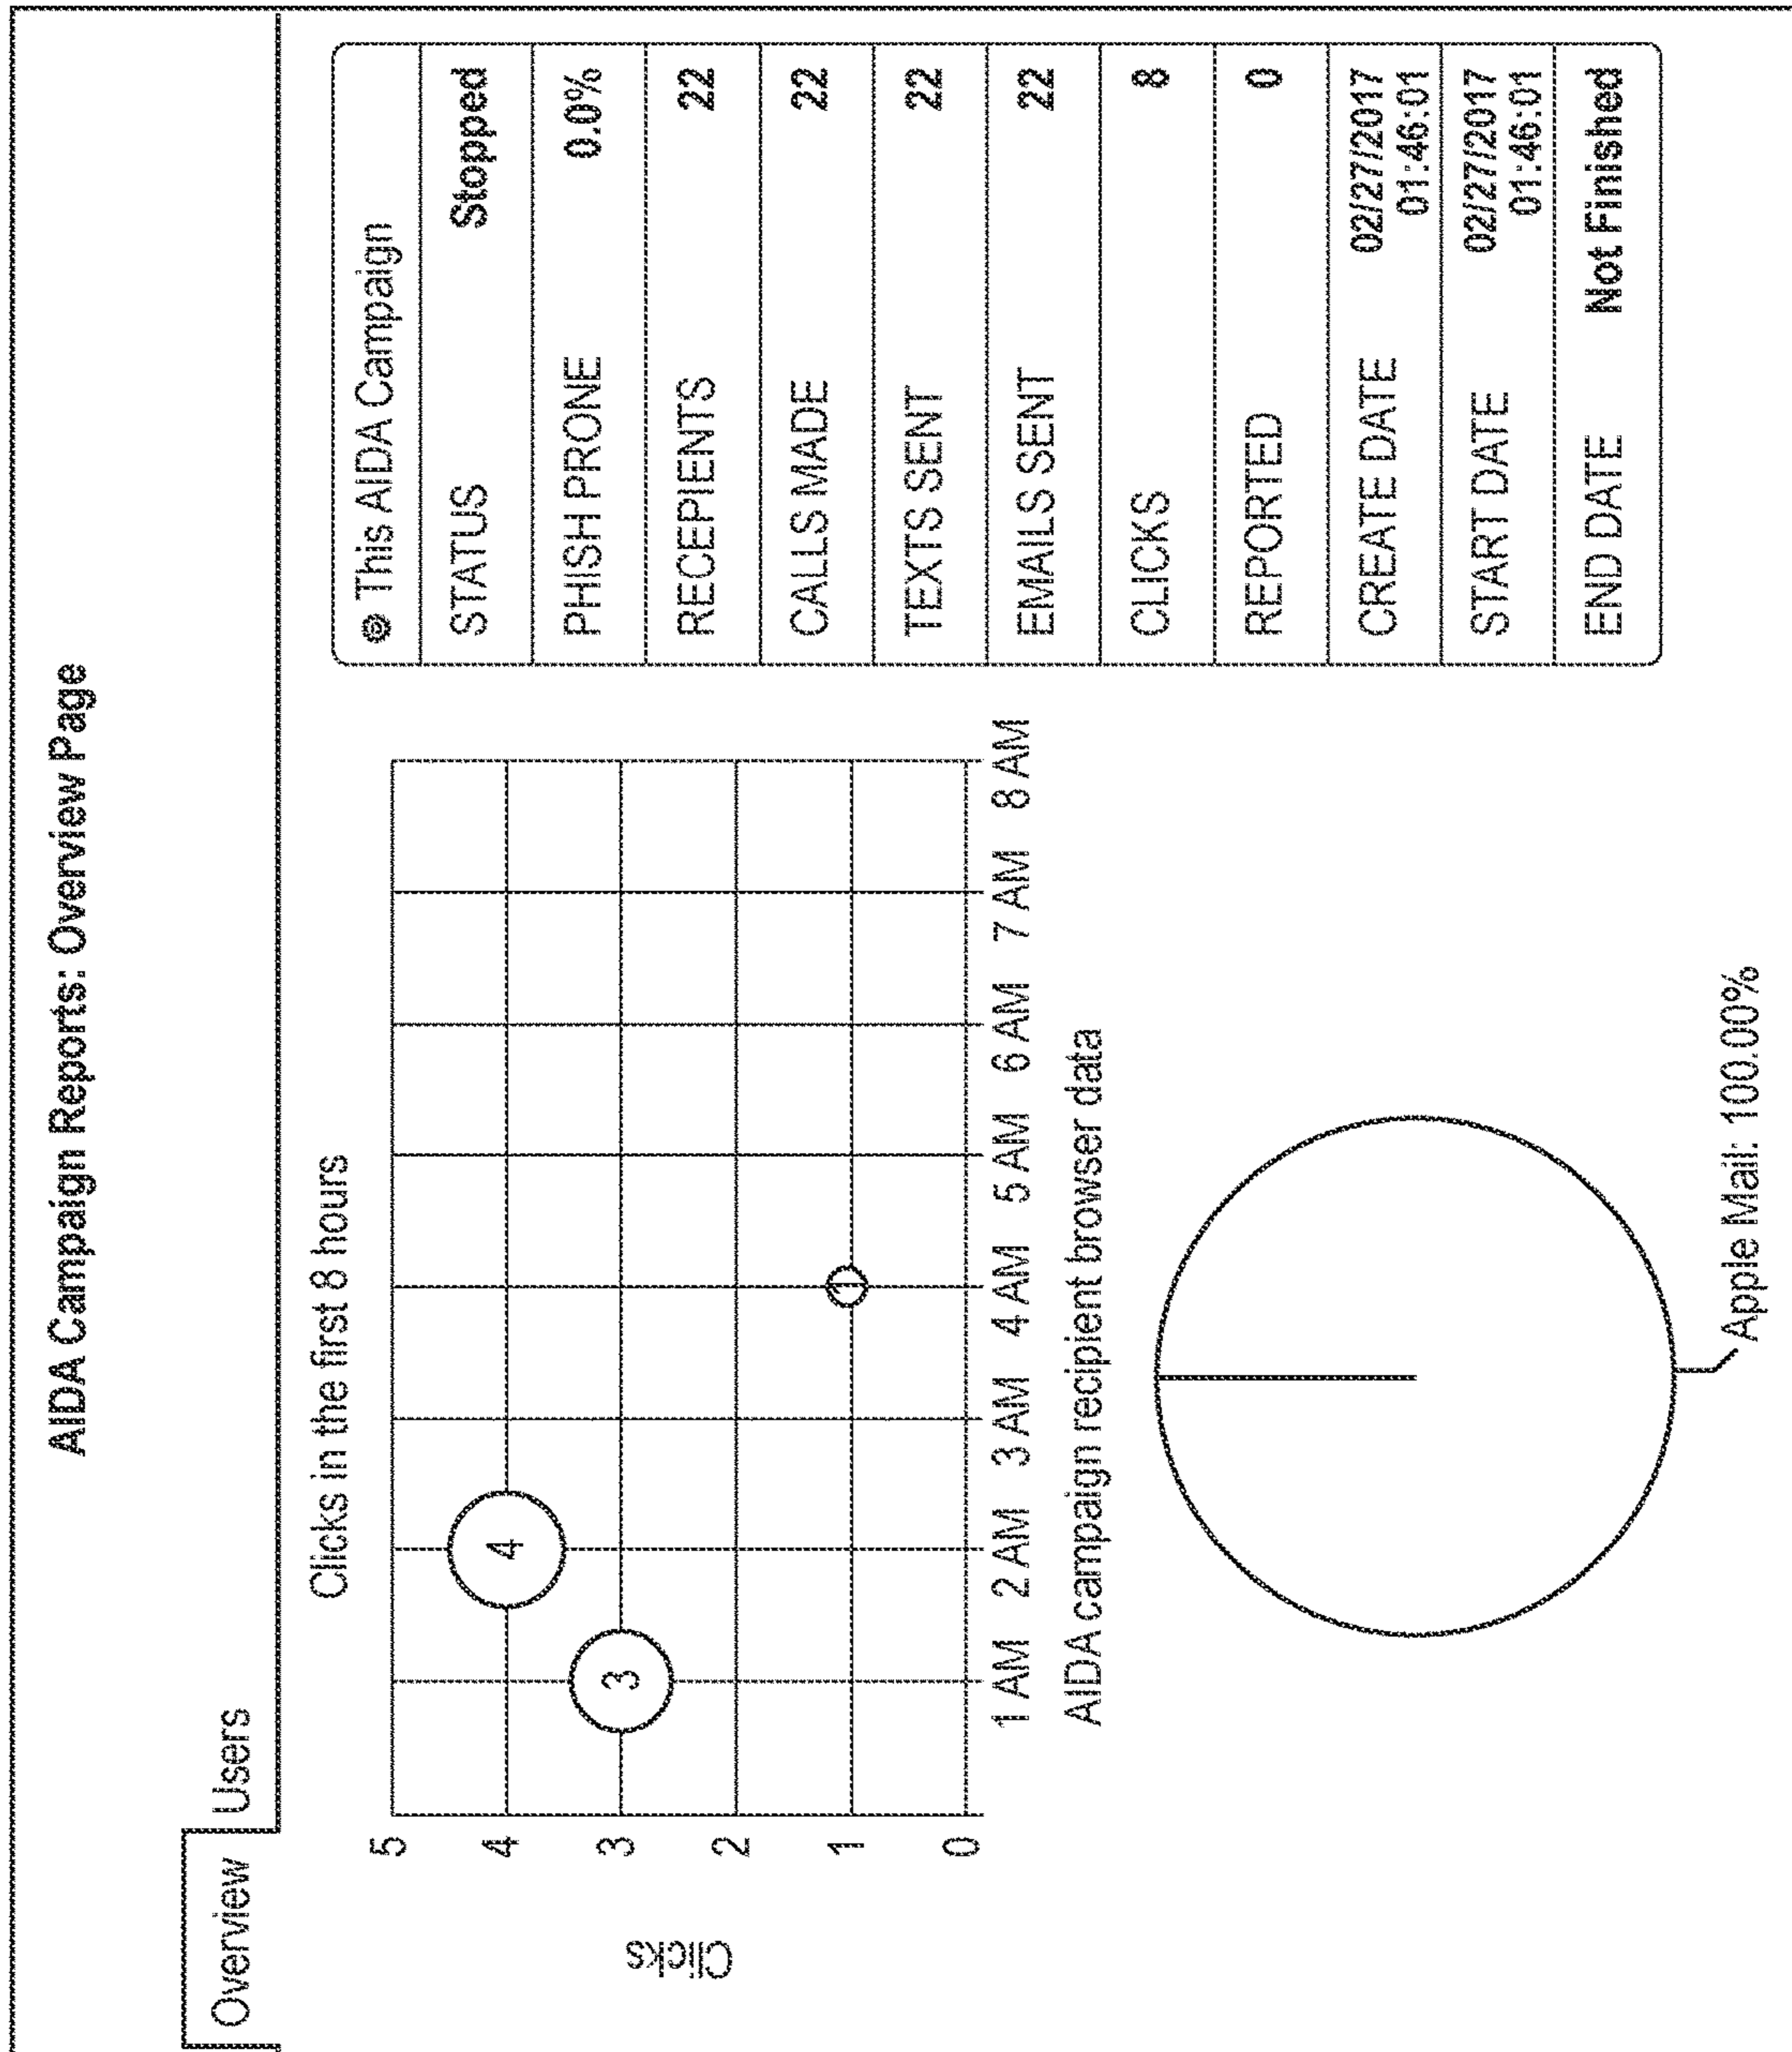 AIDA Campaign Reports: Overview Page
Overview
Users
Clicks in the first 8 hours
Clicks
5
4
3
2
1
0
3
4
1
1 AM 2 AM 3 AM 4 AM 5 AM 6 AM 7 AM 8 AM
AIDA campaign recipient browser data
Apple Mail: 100.00%
This AIDA Campaign
STATUS Stopped
PHISH PRONE 0.0%
RECEPIENTS 22
CALLS MADE 22
TEXTS SENT 22
EMAILS SENT 22
CLICKS 8
REPORTED 0
CREATE DATE 02/27/2017
01:46:01
START DATE 02/27/2017
01:46:01
END DATE Not Finished